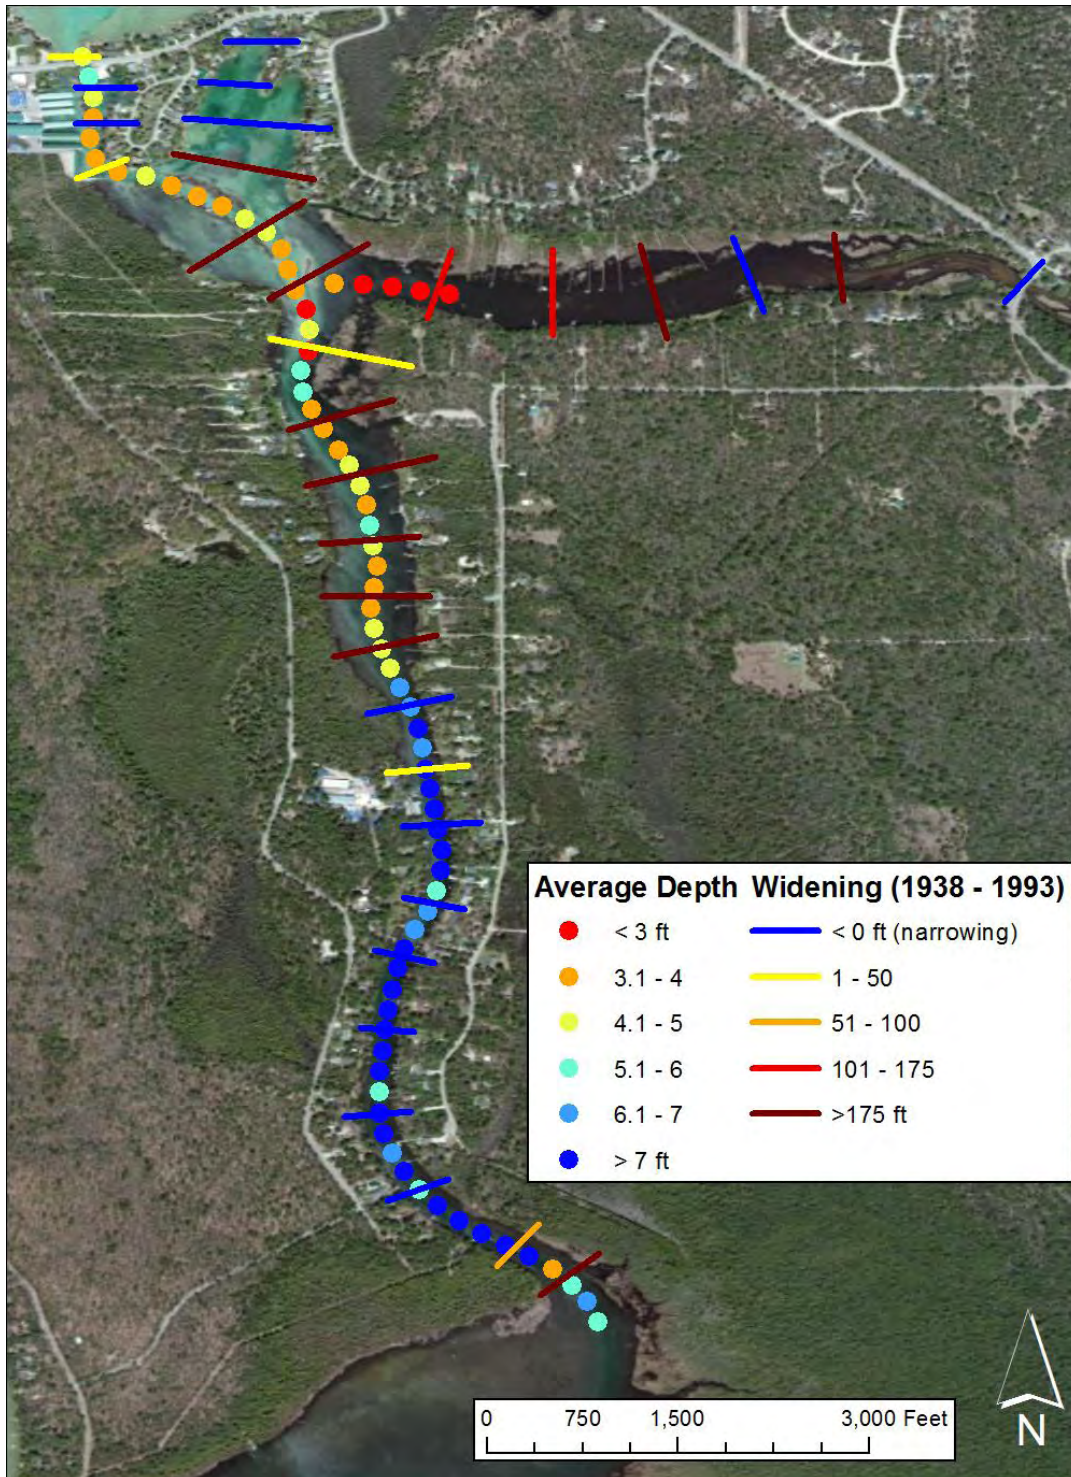 Average Depth Widening (1938 - 1993)
< 3 ft < 0 ft (narrowing)
3.1 - 4 1 - 50
4.1 - 5 51 - 100
5.1 - 6 101 - 175
6.1 - 7 >175 ft
> 7 ft
0 750 1,500 3,000 Feet
N